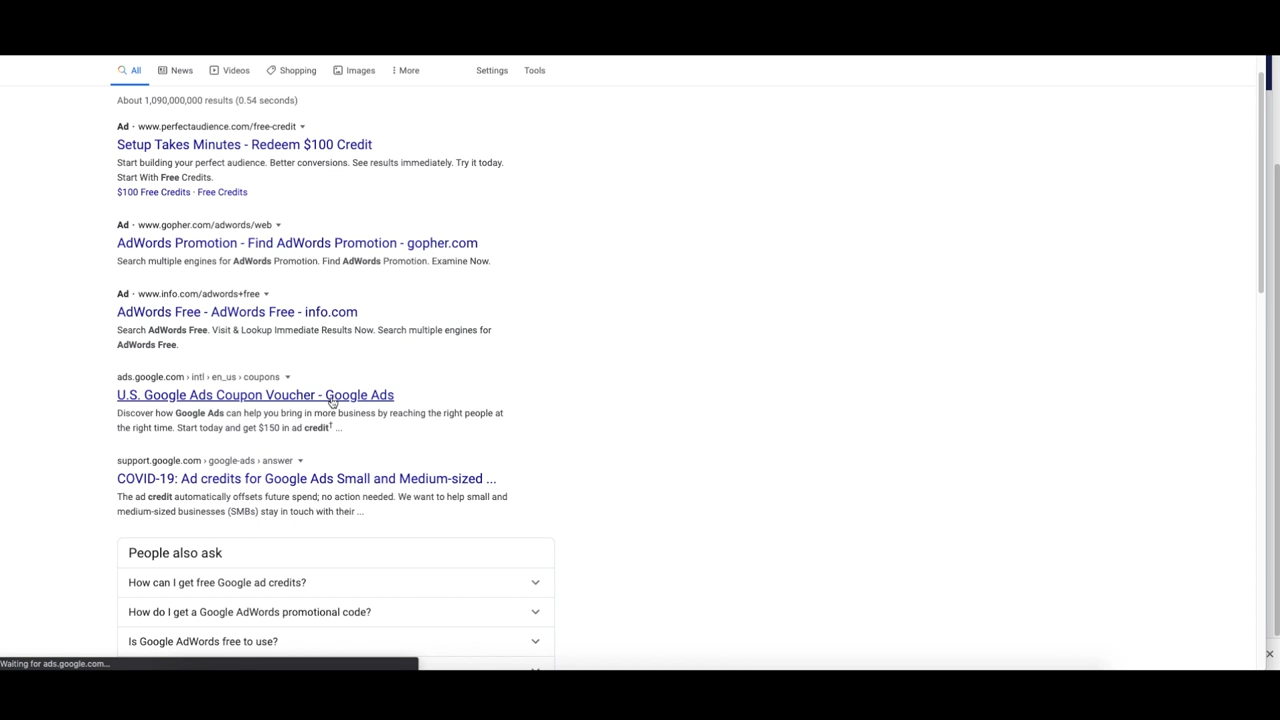 All News Videos Shopping Images More Settings Tools
About 1,090,000,000 results (0.54 seconds)
Ad · www.perfectaudience.com/free-credit
Setup Takes Minutes - Redeem $100 Credit
Start building your perfect audience. Better conversions. See results immediately. Try it today.
Start With Free Credits.
$100 Free Credits · Free Credits
Ad · www.gopher.com/adwords/web
AdWords Promotion - Find AdWords Promotion - gopher.com
Search multiple engines for AdWords Promotion. Find AdWords Promotion. Examine Now.
Ad · www.info.com/adwords+free
AdWords Free - AdWords Free - info.com
Search AdWords Free. Visit & Lookup Immediate Results Now. Search multiple engines for
AdWords Free.
ads.google.com › intl › en_us › coupons
U.S. Google Ads Coupon Voucher - Google Ads
Discover how Google Ads can help you bring in more business by reaching the right people at
the right time. Start today and get $150 in ad credit† ...
support.google.com › google-ads › answer
COVID-19: Ad credits for Google Ads Small and Medium-sized ...
The ad credit automatically offsets future spend; no action needed. We want to help small and
medium-sized businesses (SMBs) stay in touch with their ...
People also ask
How can I get free Google ad credits?
How do I get a Google AdWords promotional code?
Is Google AdWords free to use?
Waiting for ads.google.com...